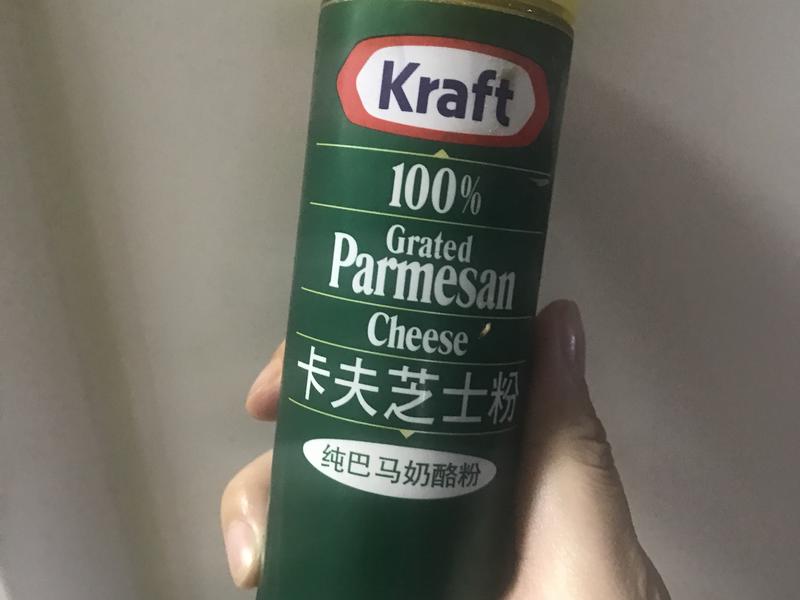 Kraft
100%
Grated
Parmesan
Cheese
卡夫芝士粉
纯巴马奶酪粉